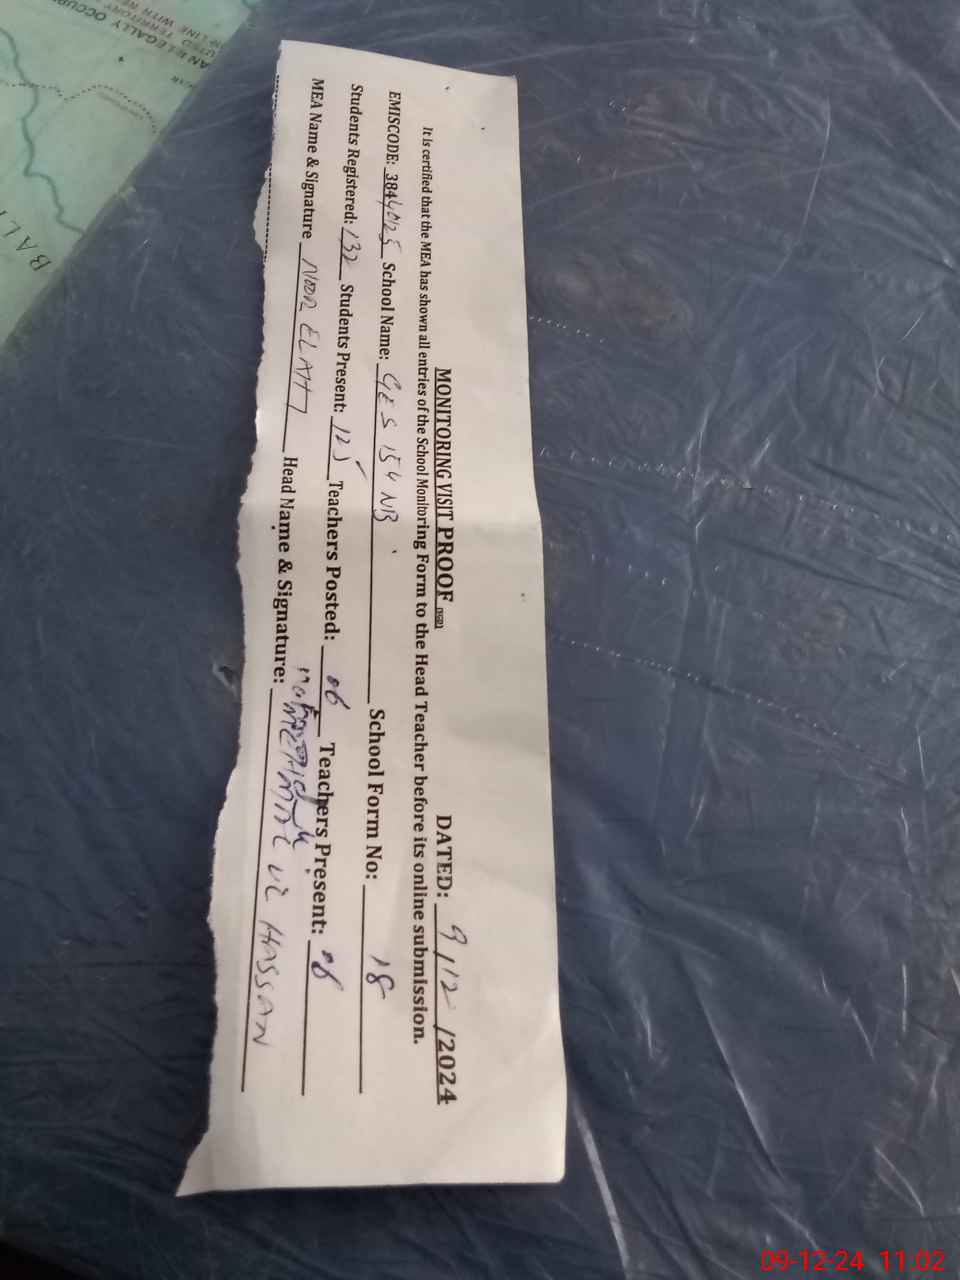 MONITORING VISIT PROOF DATED: 9/12/2024
It is certified that the MEA has shown all entries of the School Monitoring Form to the Head Teacher before its online submission.
EMISCODE: 38440125 School Name: GES 154 NB School Form No: 18
Students Registered: 132 Students Present: 125 Teachers Posted: 06 Teachers Present: 06
MEA Name & Signature NOOR ELAHI Head Name & Signature: HASSAN
BAL
09-12-24 11:02